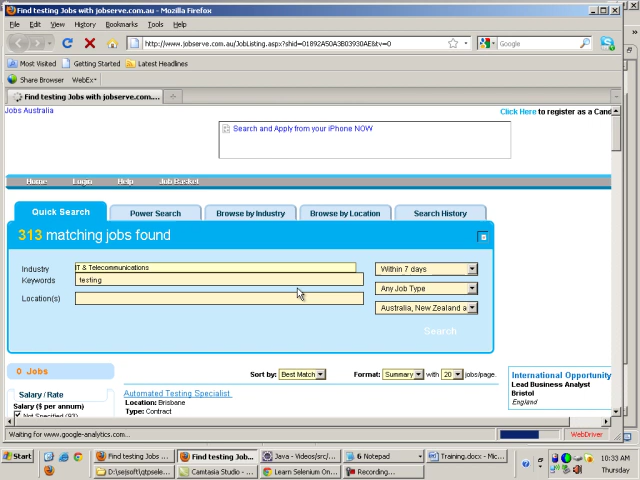 Find testing Jobs with jobserve.com.au - Mozilla Firefox
File Edit View History Bookmarks Tools Help
http://www.jobserve.com.au/JobListing.aspx?shid=01892A50A3B03930AE&tv=0
Google
Most Visited Getting Started Latest Headlines
Share Browser WebEx
Find testing Jobs with jobserve.com....
Jobs Australia
Click Here to register as a Cand
Search and Apply from your iPhone NOW
Home Login Help Job Basket
Quick Search Power Search Browse by Industry Browse by Location Search History
313 matching jobs found
Industry IT & Telecommunications Within 7 days
Keywords testing Any Job Type
Location(s) Australia, New Zealand a
Search
0 Jobs
Sort by: Best Match Format: Summary with 20 jobs/page.
International Opportunity
Lead Business Analyst
Bristol
England
Salary / Rate
Salary ($ per annum)
Not Specified (93)
Automated Testing Specialist
Location: Brisbane
Type: Contract
Waiting for www.google-analytics.com...
WebDriver
Start
Find testing Jobs ...
Find testing Job...
Java - Videos/src/...
6 Notepad
Training.docx - Mic...
10:33 AM
D:\sejsoft\gtpsele...
Camtasia Studio - ...
Learn Selenium On...
Recording...
Thursday